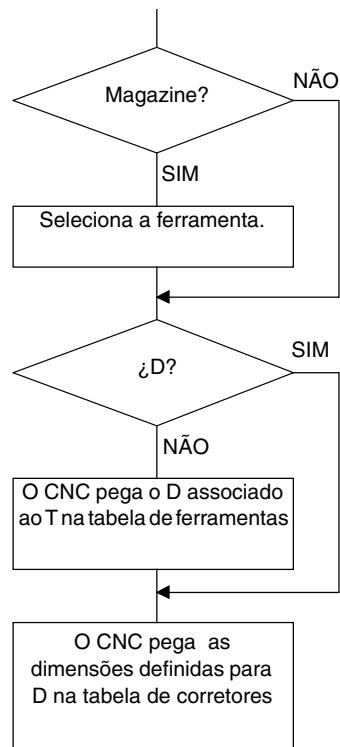 Magazine?
NÃO
SIM
Seleciona a ferramenta.
¿D?
SIM
NÃO
O CNC pega o D associado
ao T na tabela de ferramentas
O CNC pega as
dimensões definidas para
D na tabela de corretores